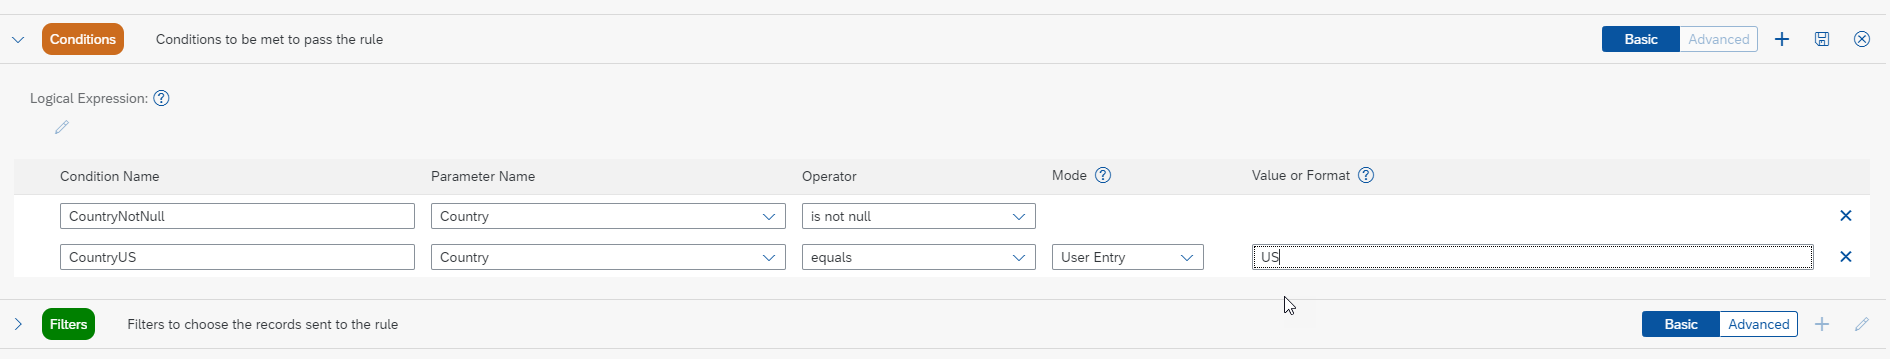 Conditions Conditions to be met to pass the rule Basic Advanced
Logical Expression:
Condition Name Parameter Name Operator Mode Value or Format
CountryNotNull Country is not null
CountryUS Country equals User Entry US
Filters Filters to choose the records sent to the rule Basic Advanced